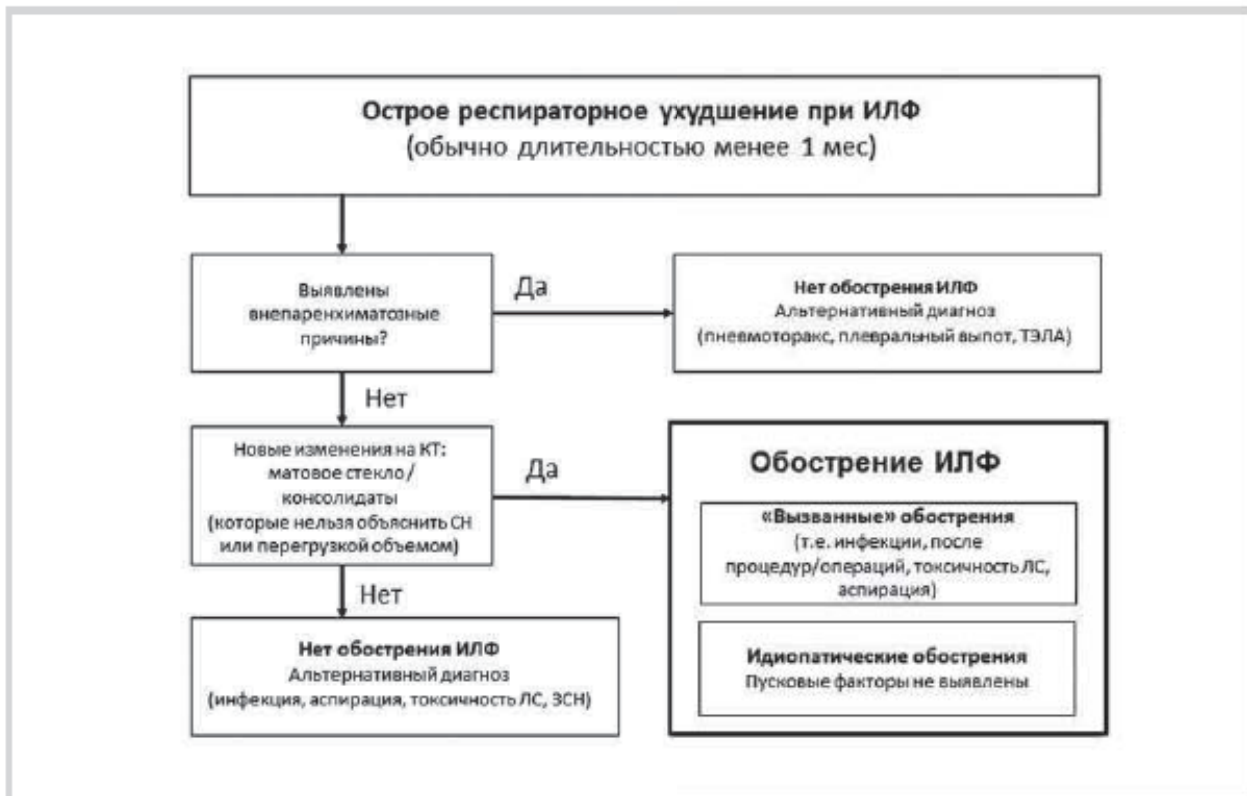 Острое респираторное ухудшение при ИЛФ
(обычно длительностью менее 1 мес)
Выявлены
внепаренхиматозные
причины?
Да
Нет обострения ИЛФ
Альтернативный диагноз
(пневмоторакс, плевральный выпот, ТЭЛА)
Нет
Новые изменения на КТ:
матовое стекло /
консолидаты
(которые нельзя объяснить СН
или перегрузкой объемом)
Да
Обострение ИЛФ
«Вызванные» обострения
(т.е. инфекции, после
процедур/операций, токсичность ЛС,
аспирация)
Идиопатические обострения
Пусковые факторы не выявлены
Нет
Нет обострения ИЛФ
Альтернативный диагноз
(инфекция, аспирация, токсичность ЛС, ЗСН)